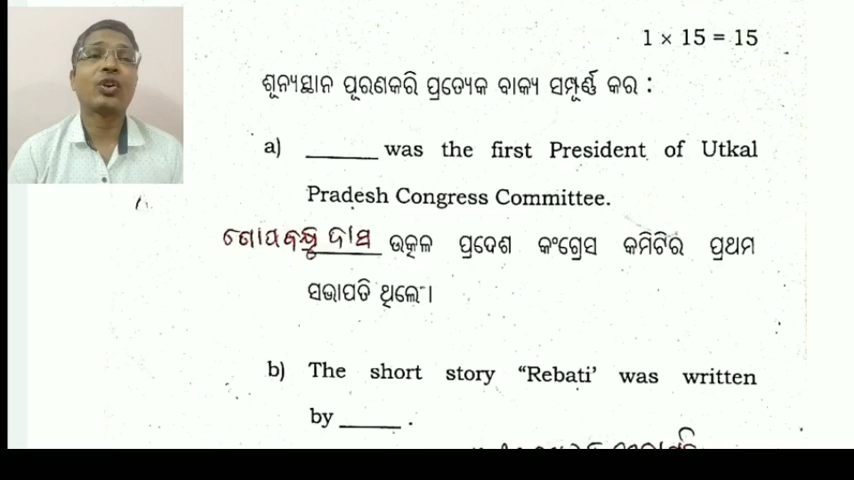 1 × 15 = 15
ଶୂନ୍ୟସ୍ଥାନ ପୂରଣକରି ପ୍ରତ୍ୟେକ ବାକ୍ୟ ସମ୍ପୂର୍ଣ୍ଣ କର :
a) ______ was the first President of Utkal
Pradesh Congress Committee.
ଗୋପବନ୍ଧୁ ଦାସ ଉତ୍କଳ ପ୍ରଦେଶ କଂଗ୍ରେସ କମିଟିର ପ୍ରଥମ
ସଭାପତି ଥିଲେ।
b) The short story “Rebati’ was written
by _____ .